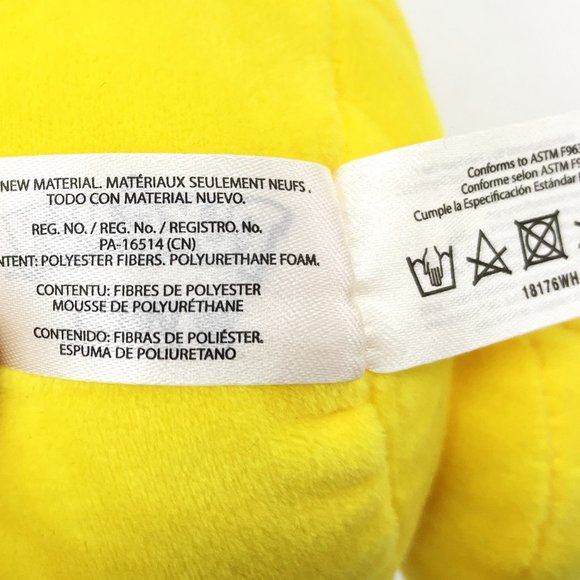 NEW MATERIAL. MATÉRIAUX SEULEMENT NEUFS.
TODO CON MATERIAL NUEVO.
REG. NO. / REG. No. / REGISTRO. No.
PA-16514 (CN)
NTENT: POLYESTER FIBERS. POLYURETHANE FOAM.
CONTENTU: FIBRES DE POLYESTER
MOUSSE DE POLYURÉTHANE
CONTENIDO: FIBRAS DE POLIÉSTER.
ESPUMA DE POLIURETANO
Conforms to ASTM F963
Conforme selon ASTM F9
Cumple la Especificación Estándar
18176WH